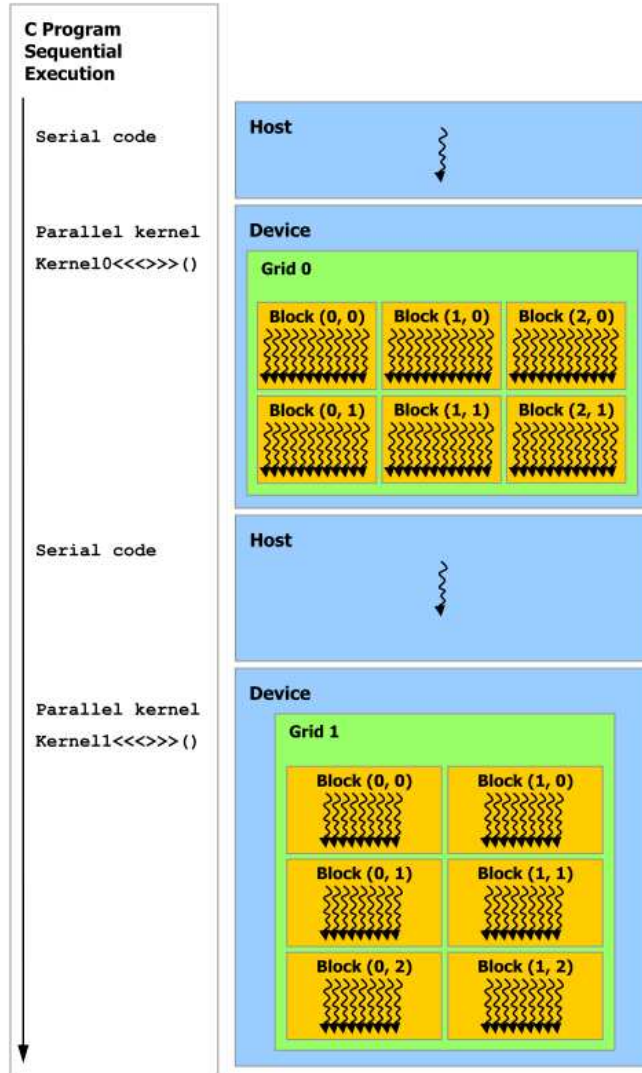 C Program
Sequential
Execution
Serial code
Host
Parallel kernel
Kernel0<<<>>>()
Device
Grid 0
Block (0, 0)
Block (1, 0)
Block (2, 0)
Block (0, 1)
Block (1, 1)
Block (2, 1)
Serial code
Host
Parallel kernel
Kernel1<<<>>>()
Device
Grid 1
Block (0, 0)
Block (1, 0)
Block (0, 1)
Block (1, 1)
Block (0, 2)
Block (1, 2)